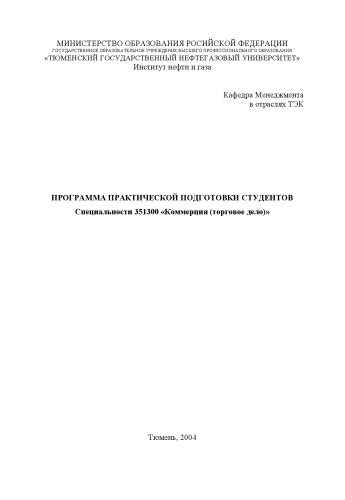 МИНИСТЕРСТВО ОБРАЗОВАНИЯ РОСИЙСКОЙ ФЕДЕРАЦИИ
ГОСУДАРСТВЕННОЕ ОБРАЗОВАТЕЛЬНОЕ УЧРЕЖДЕНИЕ ВЫСШЕГО ПРОФЕССИОНАЛЬНОГО ОБРАЗОВАНИЯ
«ТЮМЕНСКИЙ ГОСУДАРСТВЕННЫЙ НЕФТЕГАЗОВЫЙ УНИВЕРСИТЕТ»
Институт нефти и газа
Кафедра Менеджмента
в отраслях ТЭК
ПРОГРАММА ПРАКТИЧЕСКОЙ ПОДГОТОВКИ СТУДЕНТОВ
Специальности 351300 «Коммерция (торговое дело)»
Тюмень, 2004